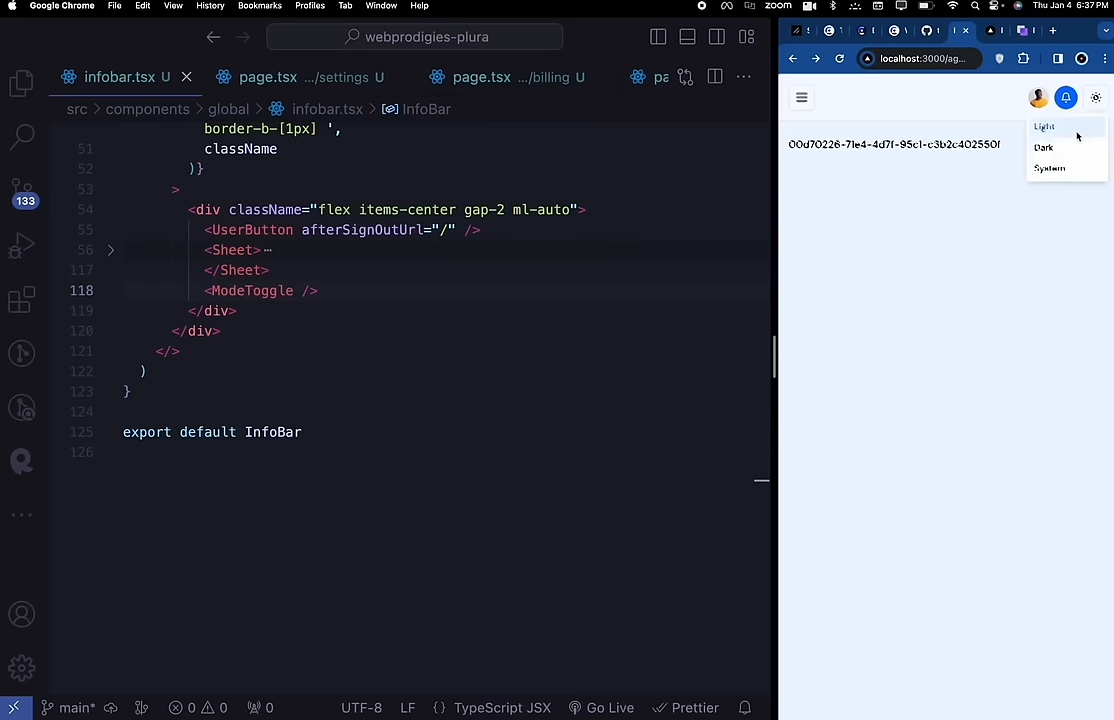 Google Chrome File Edit View History Bookmarks Profiles Tab Window Help
zoom
Thu Jan 4 6:37 PM
webprodigies-plura
infobar.tsx U
page.tsx .../settings U
page.tsx .../billing U
pa
src > components > global > infobar.tsx > InfoBar
border-b-[1px] ',
51 className
52 )}
53 >
54 <div className="flex items-center gap-2 ml-auto">
55 <UserButton afterSignOutUrl="/" />
56 <Sheet>⋯
117 </Sheet>
118 <ModeToggle />
119 </div>
120 </div>
121 </>
122 )
123 }
124
125 export default InfoBar
126
133
main* 0 0 0 UTF-8 LF {} TypeScript JSX Go Live Prettier
localhost:3000/ag...
Light
00d70226-71e4-4d7f-95c1-c3b2c402550f
Dark
System